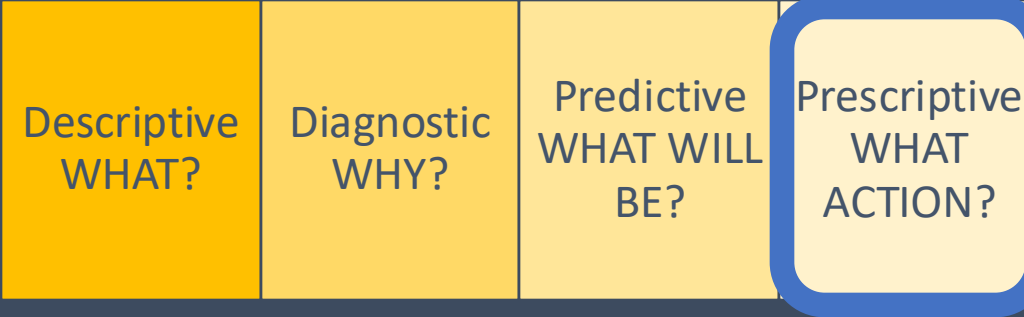 Descriptive
WHAT?
Diagnostic
WHY?
Predictive
WHAT WILL
BE?
Prescriptive
WHAT
ACTION?